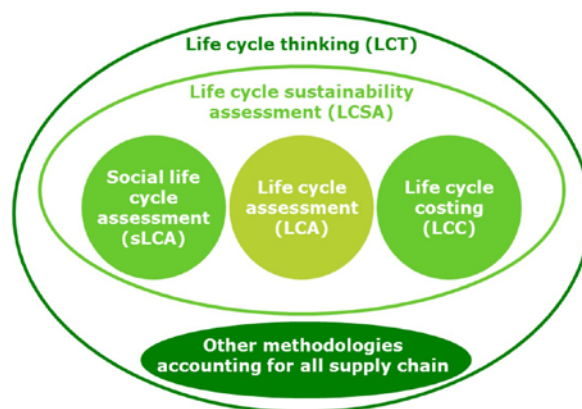 Life cycle thinking (LCT)
Life cycle sustainability
assessment (LCSA)
Social life
cycle
assessment
(sLCA)
Life cycle
assessment
(LCA)
Life cycle
costing
(LCC)
Other methodologies
accounting for all supply chain